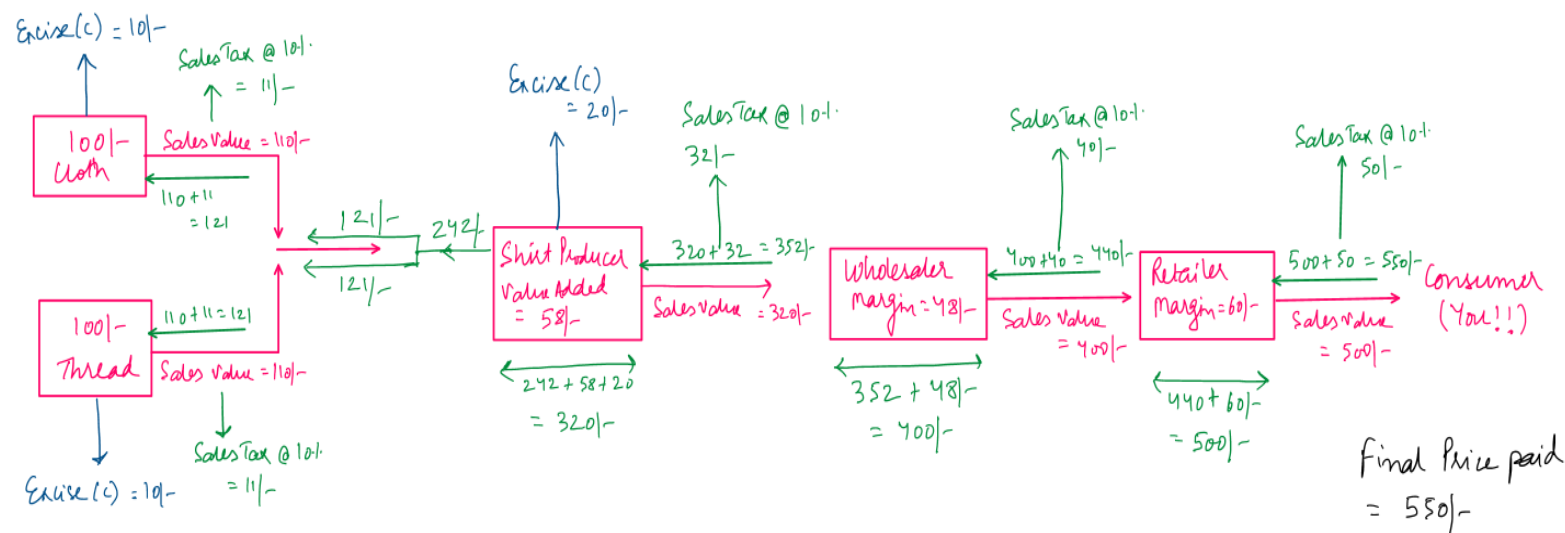 Excise(c) = 10/-
Sales Tax @ 10%
= 11/-
100/-
Cloth
Sales Value = 110/-
110+11
= 121
121/-
242/-
121/-
100/-
Thread
110+11=121
Sales Value = 110/-
Sales Tax @ 10%
= 11/-
Excise(c) = 10/-
Excise(c)
= 20/-
Shirt Producer
Value Added
= 58/-
242+58+20
= 320/-
Sales Tax @ 10%
32/-
320+32 = 352/-
Sales Value = 320/-
Wholesaler
margin=48/-
352 + 48/-
= 400/-
Sales Tax @ 10%
40/-
400+40 = 440/-
Sales Value
= 400/-
Retailer
Margin=60/-
440+60/-
= 500/-
Sales Tax @ 10%
50/-
500+50 = 550/-
Sales Value
= 500/-
Consumer
(You!!)
Final Price paid
= 550/-